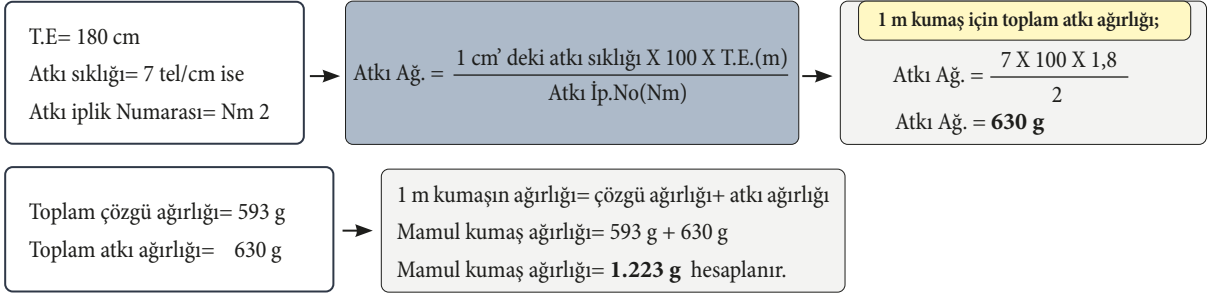 T.E= 180 cm
Atkı sıklığı= 7 tel/cm ise
Atkı iplik Numarası= Nm 2
Atkı Ağ. = 1 cm’ deki atkı sıklığı X 100 X T.E.(m)
Atkı İp.No(Nm)
1 m kumaş için toplam atkı ağırlığı;
Atkı Ağ. = 7 X 100 X 1,8
2
Atkı Ağ. = 630 g
Toplam çözgü ağırlığı= 593 g
Toplam atkı ağırlığı= 630 g
1 m kumaşın ağırlığı= çözgü ağırlığı+ atkı ağırlığı
Mamul kumaş ağırlığı= 593 g + 630 g
Mamul kumaş ağırlığı= 1.223 g hesaplanır.